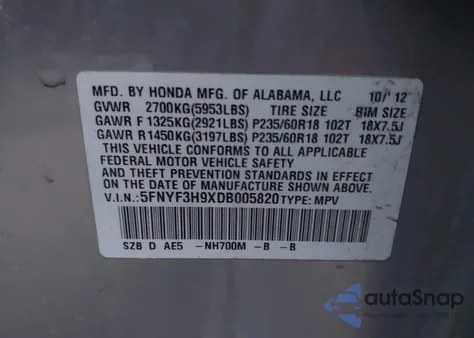 MFD. BY HONDA MFG. OF ALABAMA, LLC 10/12
GVWR 2700KG(5953LBS) TIRE SIZE RIM SIZE
GAWR F 1325KG(2921LBS) P235/60R18 102T 18X7.5J
GAWR R 1450KG(3197LBS) P235/60R18 102T 18X7.5J
THIS VEHICLE CONFORMS TO ALL APPLICABLE
FEDERAL MOTOR VEHICLE SAFETY AND
THEFT PREVENTION STANDARDS IN EFFECT ON
THE DATE OF MANUFACTURE SHOWN ABOVE.
V.I.N.: 5FNYF3H9XDB005820 TYPE: MPV
SZB D AE5 -NH700M -B -B
autoSnap